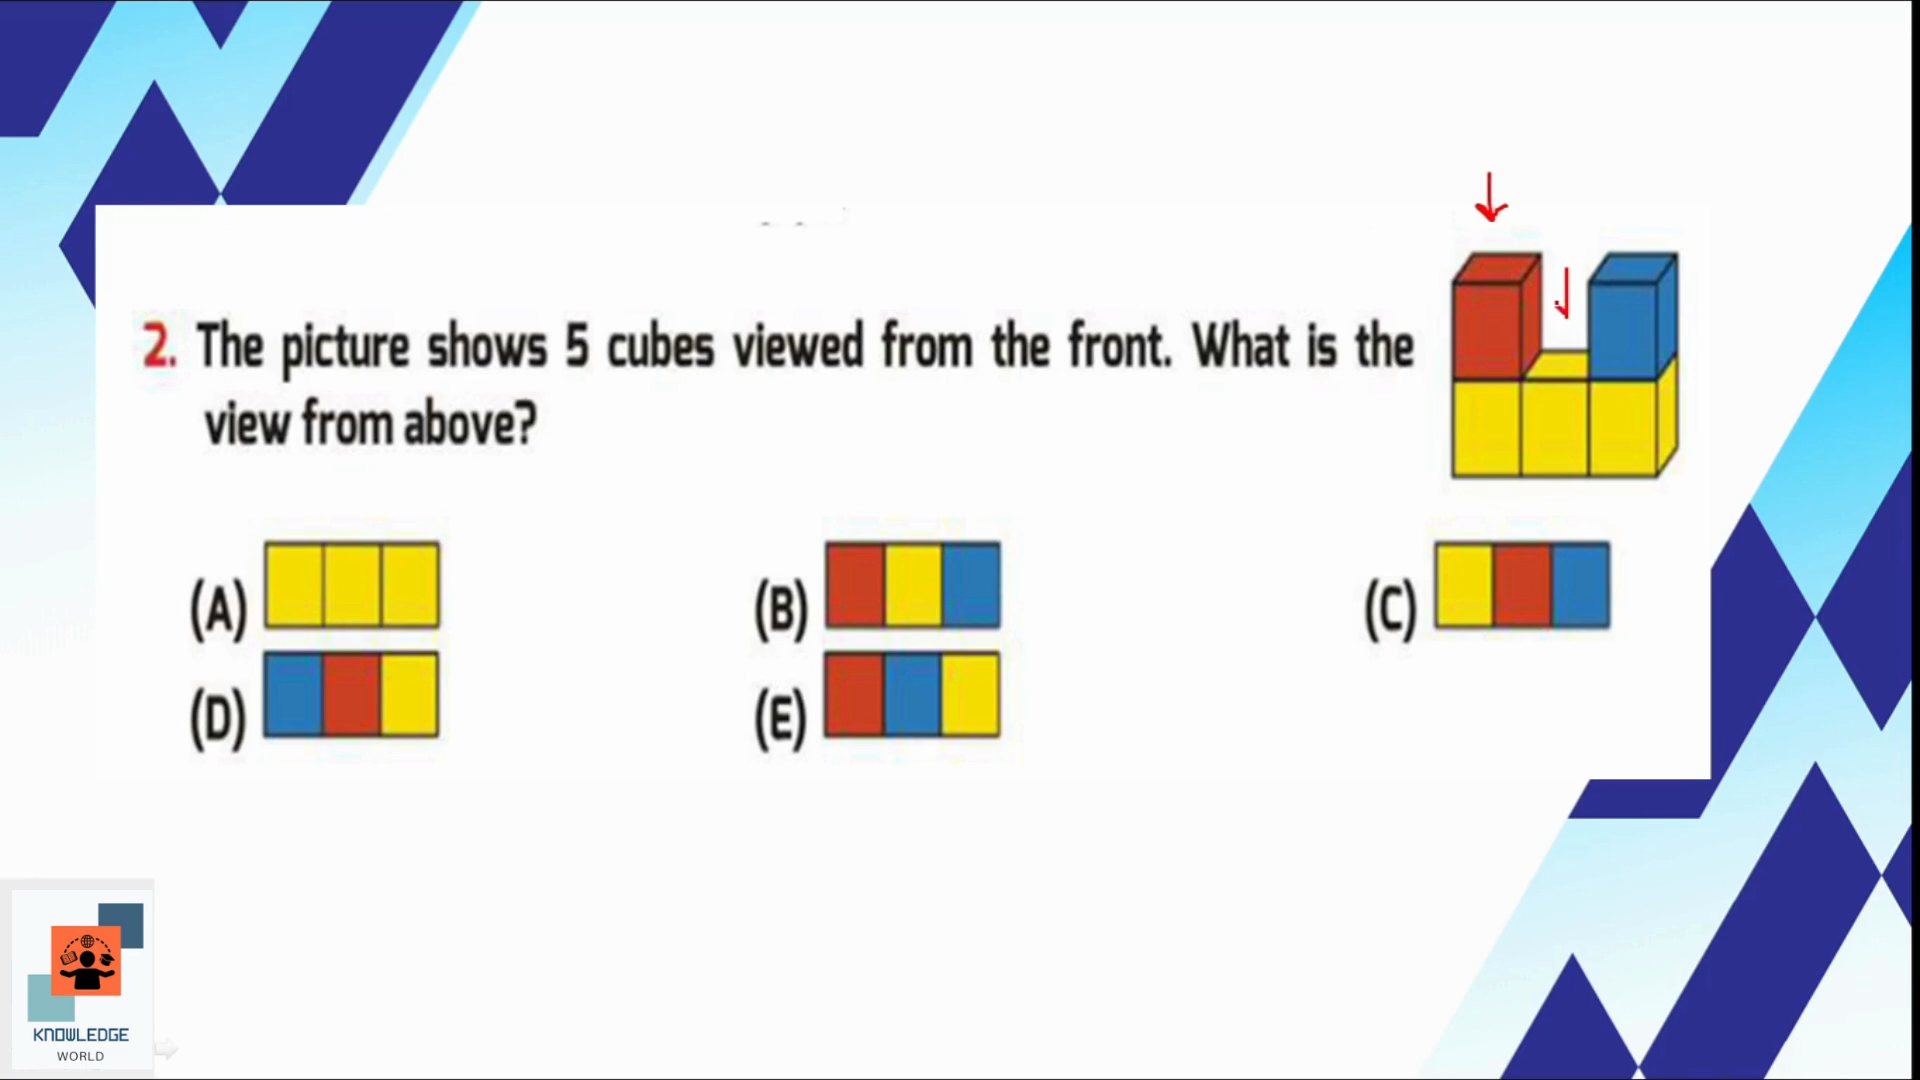 2. The picture shows 5 cubes viewed from the front. What is the
view from above?
(A)
(B)
(C)
(D)
(E)
KNOWLEDGE
WORLD